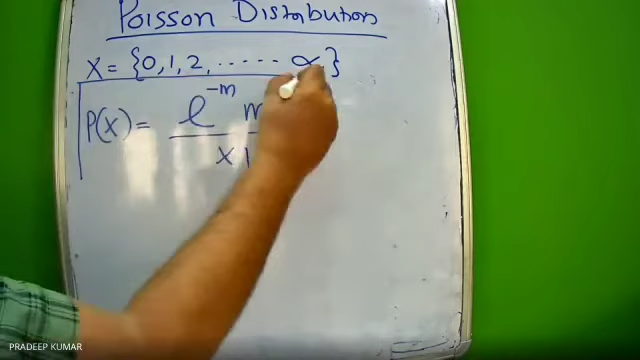 Poisson Distribution
X = {0, 1, 2, ...... ∝}
P(x) = e^-m m / x!
PRADEEP KUMAR